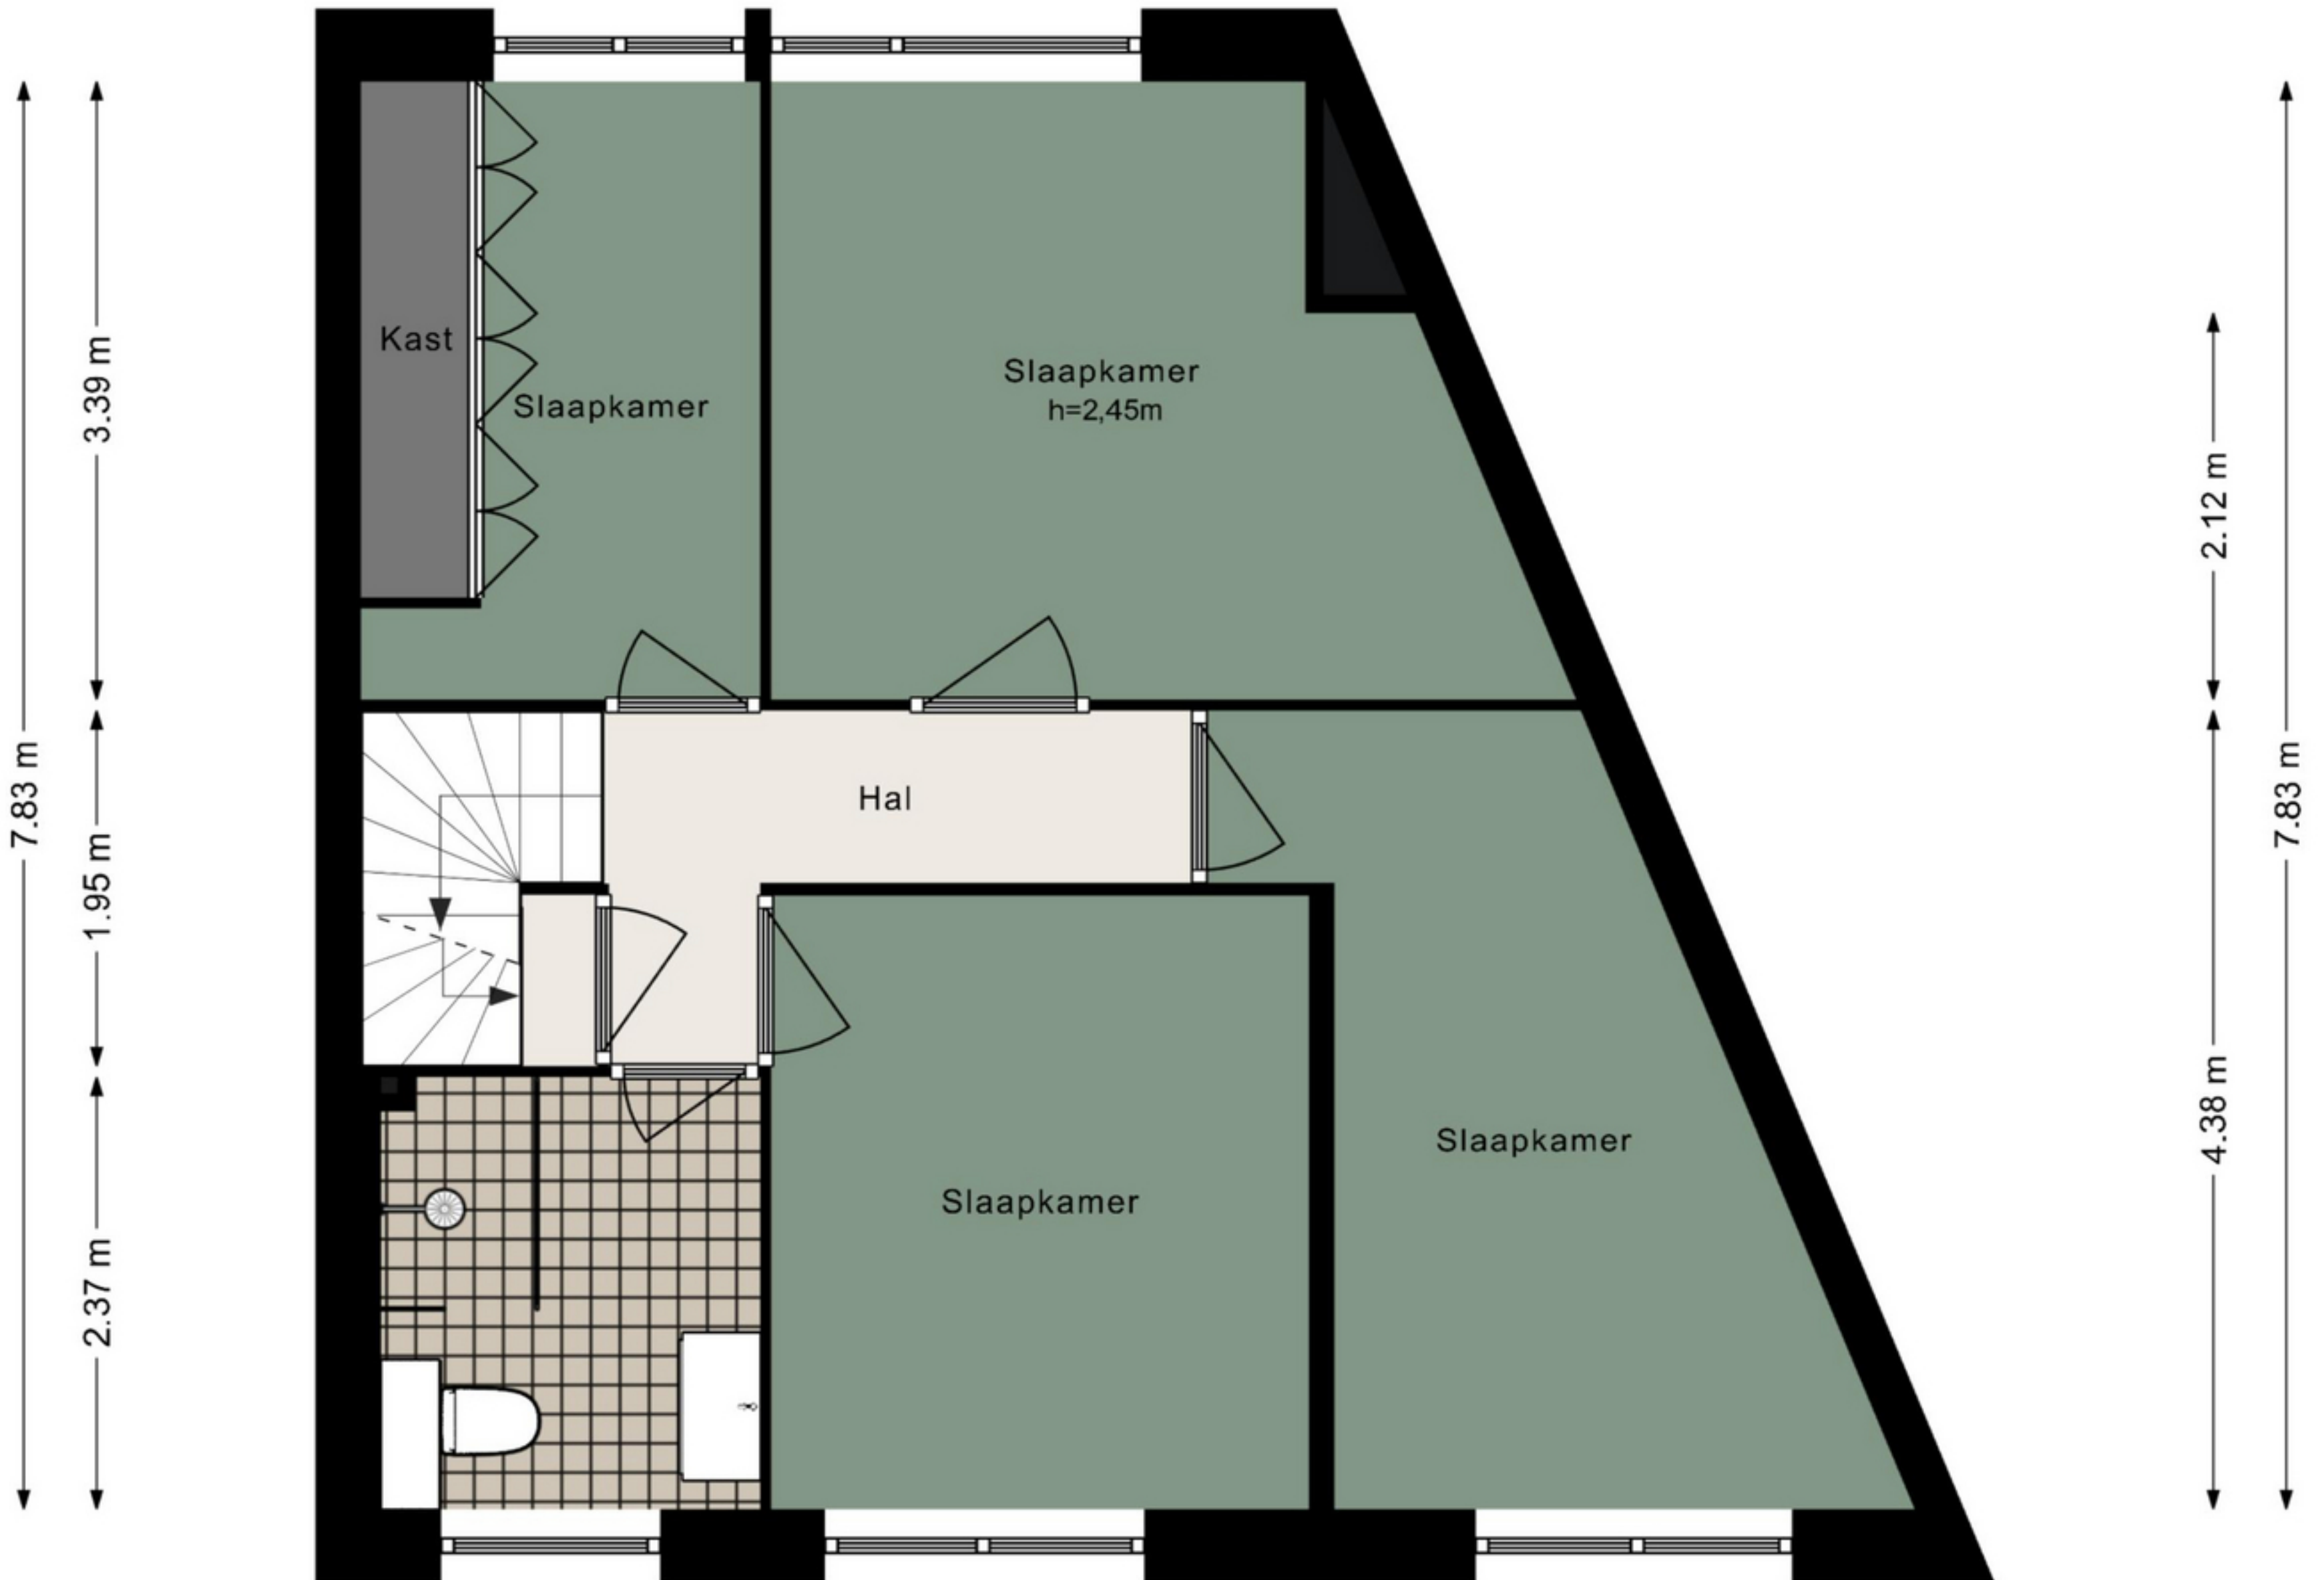 Kast
Slaapkamer
Slaapkamer
h=2,45m
Hal
Slaapkamer
Slaapkamer
7.83 m
3.39 m
1.95 m
2.37 m
2.12 m
4.38 m
7.83 m